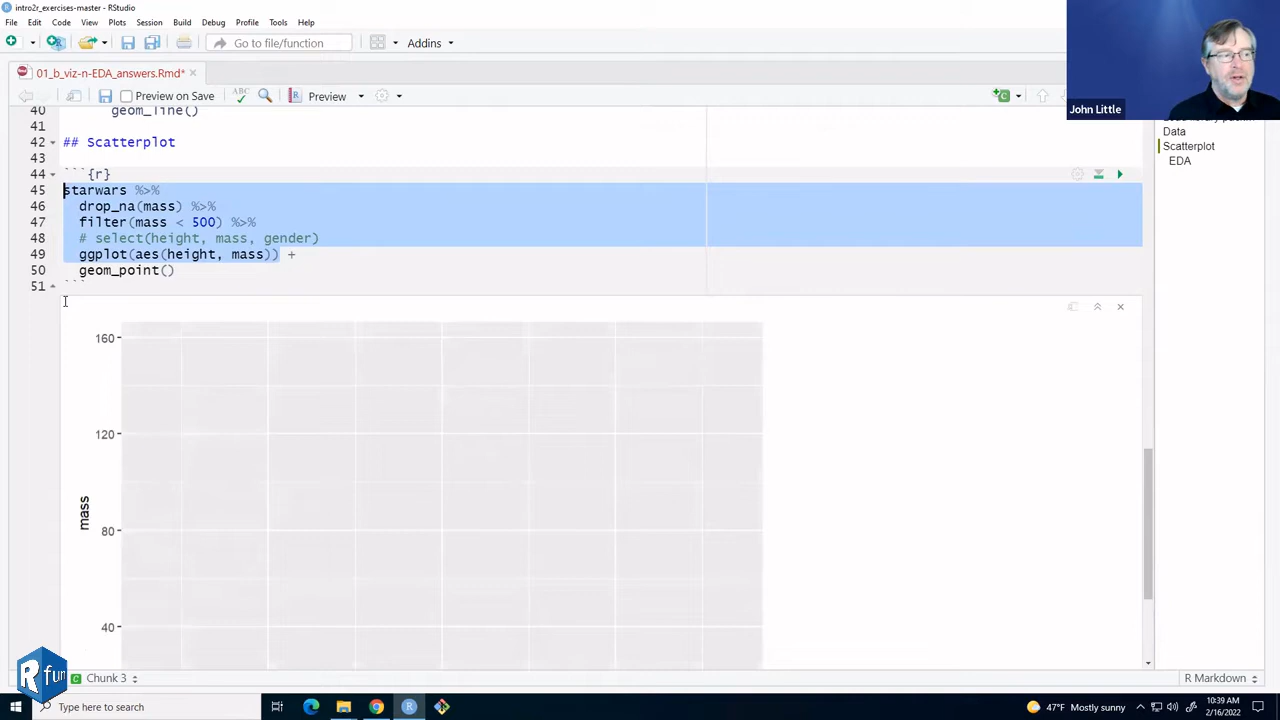 intro2r_exercises-master - RStudio
File Edit Code View Plots Session Build Debug Profile Tools Help
Go to file/function Addins
01_b_viz-n-EDA_answers.Rmd*
Preview on Save ABC Preview
John Little
Data
Scatterplot
EDA
40 geom_line()
41
42 ## Scatterplot
43
44 ```{r}
45 starwars %>%
46 drop_na(mass) %>%
47 filter(mass < 500) %>%
48 # select(height, mass, gender)
49 ggplot(aes(height, mass)) +
50 geom_point()
51 ```
160
120
mass
80
40
R fun
Chunk 3 R Markdown
Type here to search 47°F Mostly sunny 10:39 AM
2/16/2022